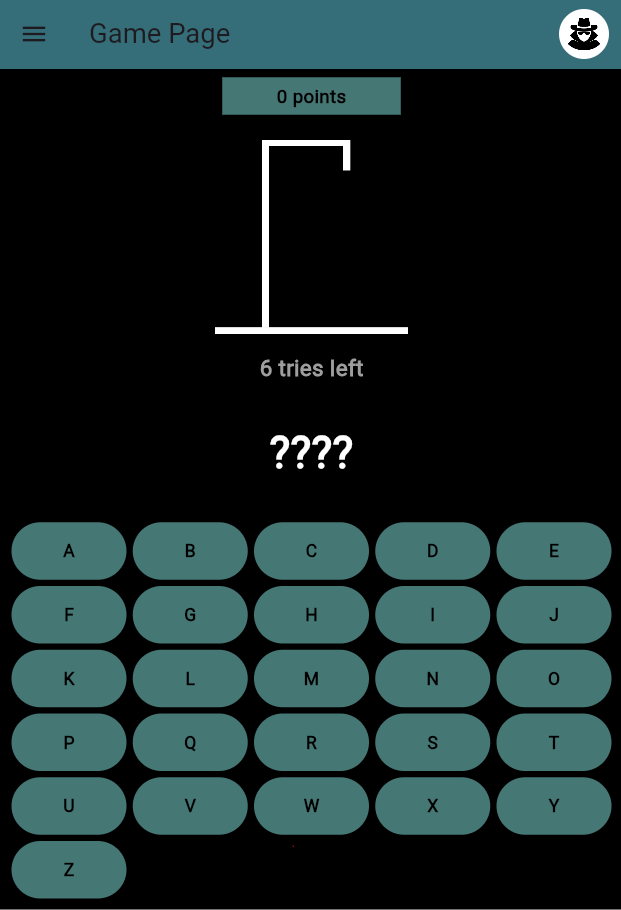 Game Page
0 points
6 tries left
????
A B C D E
F G H I J
K L M N O
P Q R S T
U V W X Y
Z